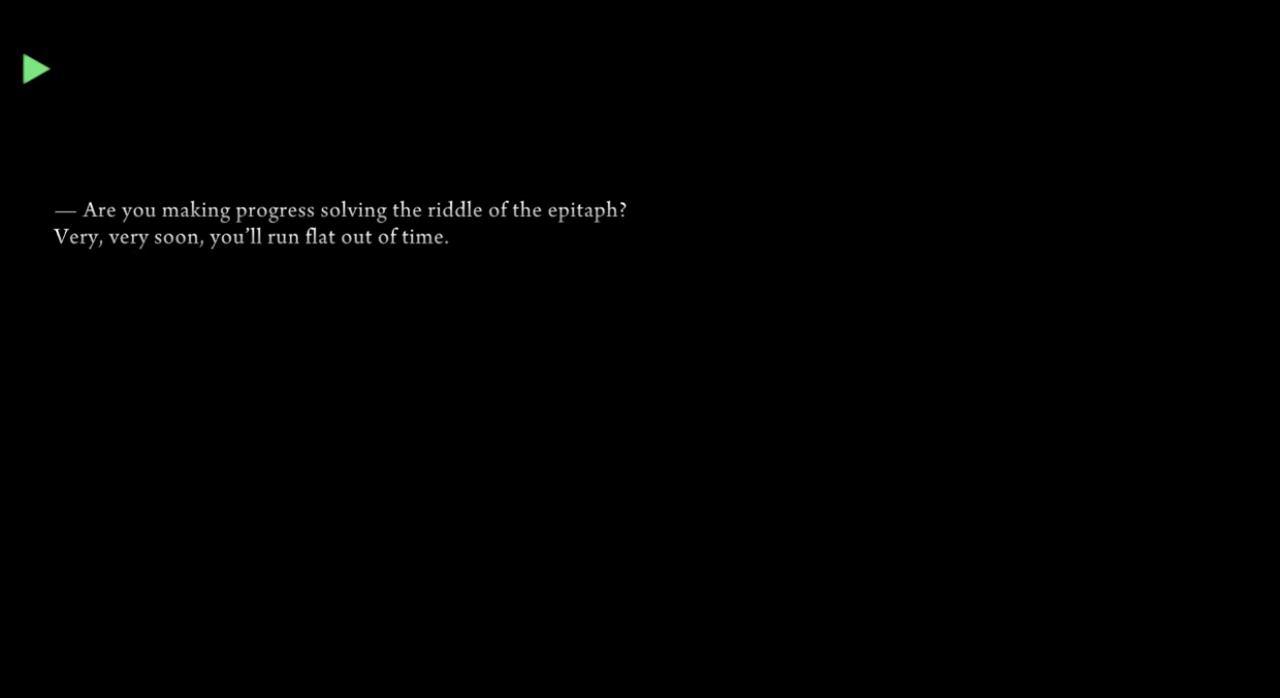 — Are you making progress solving the riddle of the epitaph?
Very, very soon, you’ll run flat out of time.